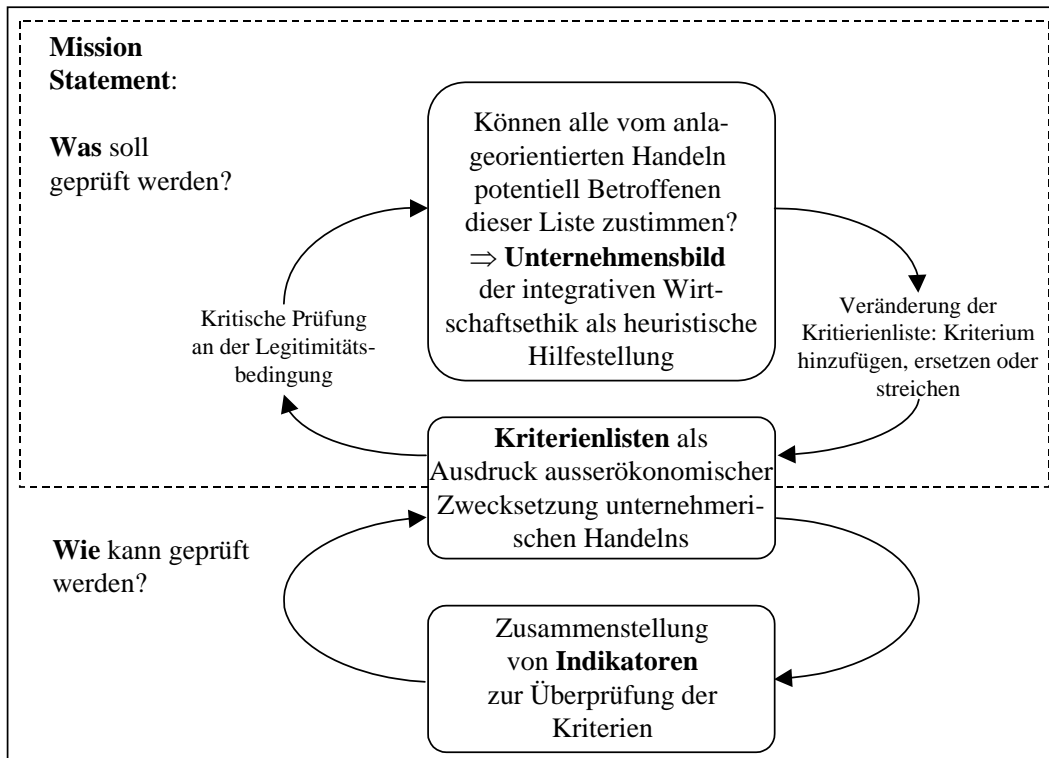 Mission
Statement:
Was soll
geprüft werden?
Können alle vom anla-
georientierten Handeln
potentiell Betroffenen
dieser Liste zustimmen?
⇒ Unternehmensbild
der integrativen Wirt-
schaftsethik als heuristische
Hilfestellung
Kritische Prüfung
an der Legitimitäts-
bedingung
Veränderung der
Kritierienliste: Kriterium
hinzufügen, ersetzen oder
streichen
Kriterienlisten als
Ausdruck ausserökonomischer
Zwecksetzung unternehmeri-
schen Handelns
Wie kann geprüft
werden?
Zusammenstellung
von Indikatoren
zur Überprüfung der
Kriterien